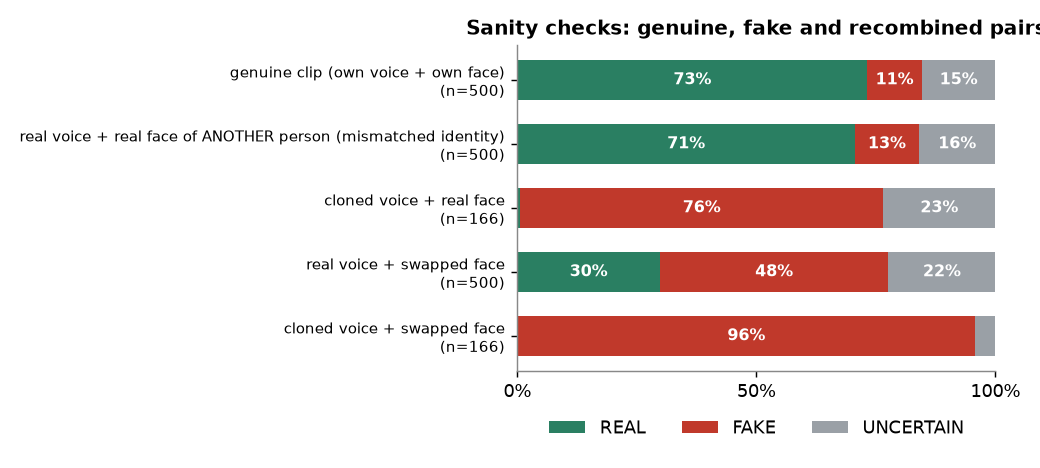 Sanity checks: genuine, fake and recombined pairs
genuine clip (own voice + own face)
(n=500)
73%
11%
15%
real voice + real face of ANOTHER person (mismatched identity)
(n=500)
71%
13%
16%
cloned voice + real face
(n=166)
76%
23%
real voice + swapped face
(n=500)
30%
48%
22%
cloned voice + swapped face
(n=166)
96%
0%
50%
100%
REAL
FAKE
UNCERTAIN